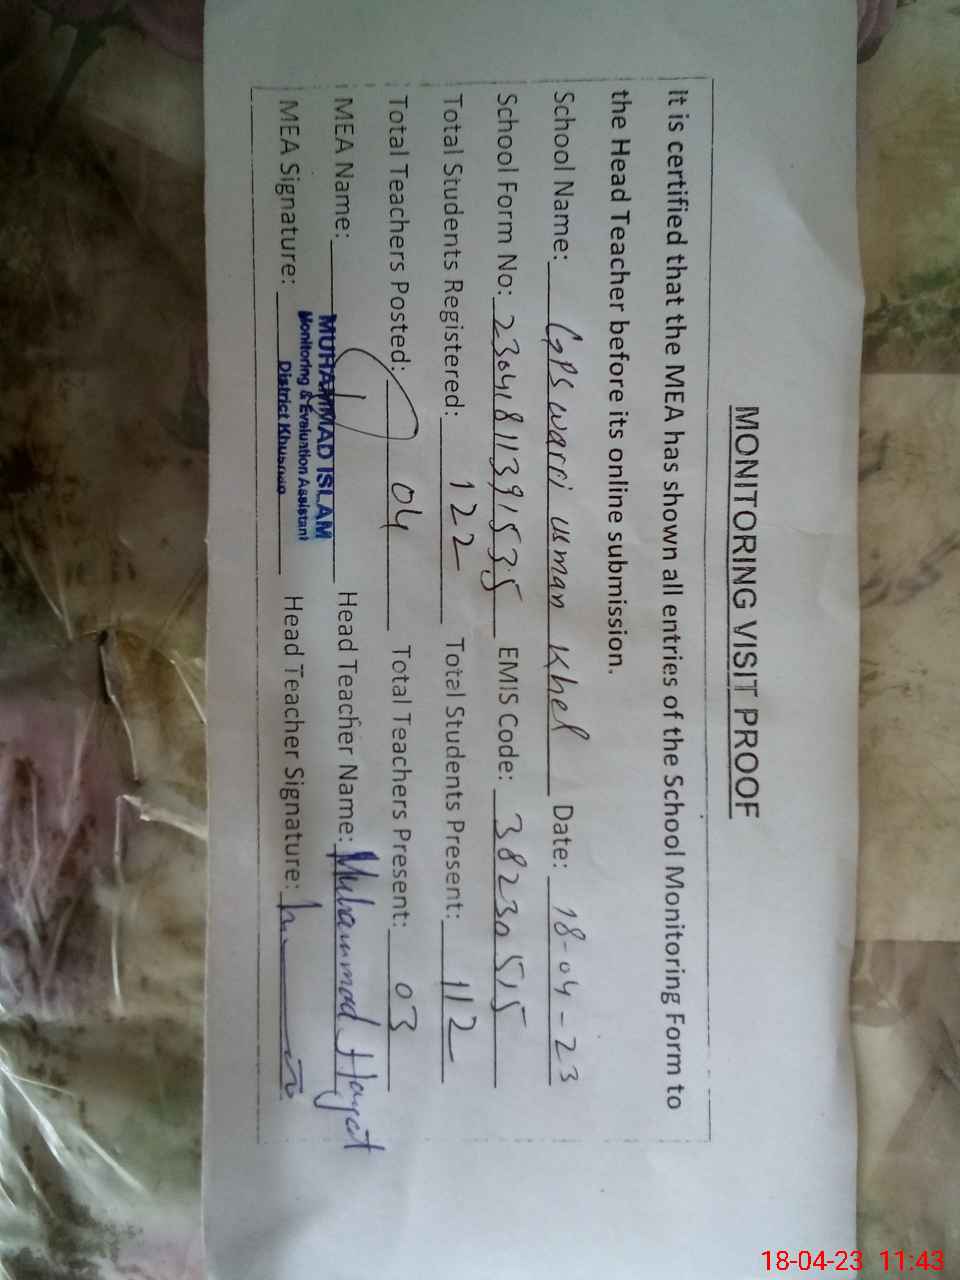 MONITORING VISIT PROOF
It is certified that the MEA has shown all entries of the School Monitoring Form to
the Head Teacher before its online submission.
School Name: GPS warri usman Khel Date: 18-04-23
School Form No: 23041811391535 EMIS Code: 38230515
Total Students Registered: 122 Total Students Present: 112
Total Teachers Posted: 04 Total Teachers Present: 03
MEA Name: MUHAMMAD ISLAM Head Teacher Name: Muhammad Hayat
Monitoring & Evaluation Assistant
MEA Signature: District Head Teacher Signature:
18-04-23 11:43